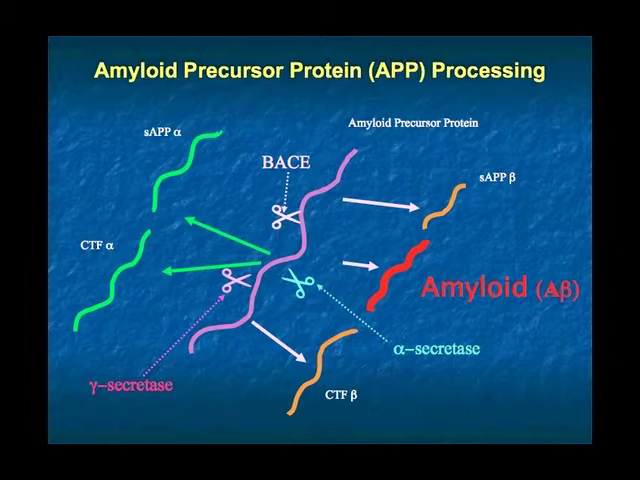 Amyloid Precursor Protein (APP) Processing
Amyloid Precursor Protein
sAPP α
BACE
sAPP β
CTF α
Amyloid (Aβ)
α-secretase
γ-secretase
CTF β